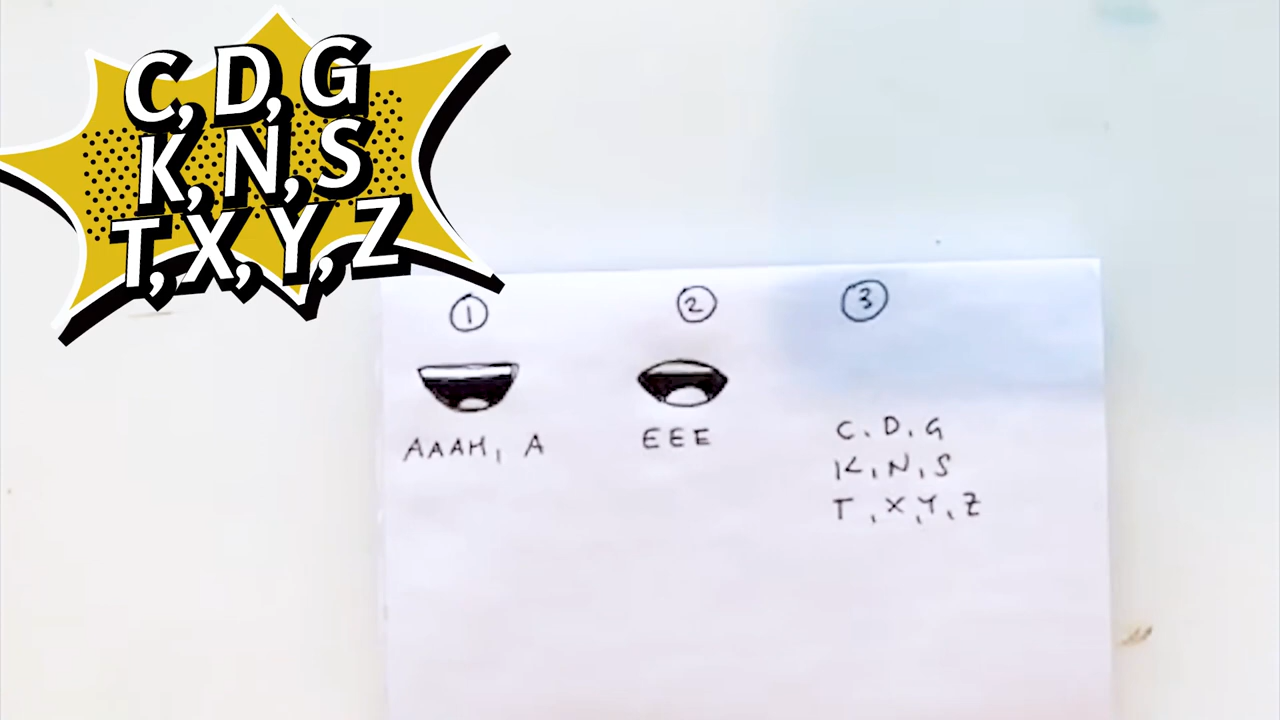 C, D, G
K, N, S
T, X, Y, Z
1 2 3
AAAH, A EEE
C, D, G
K, N, S
T, X, Y, Z